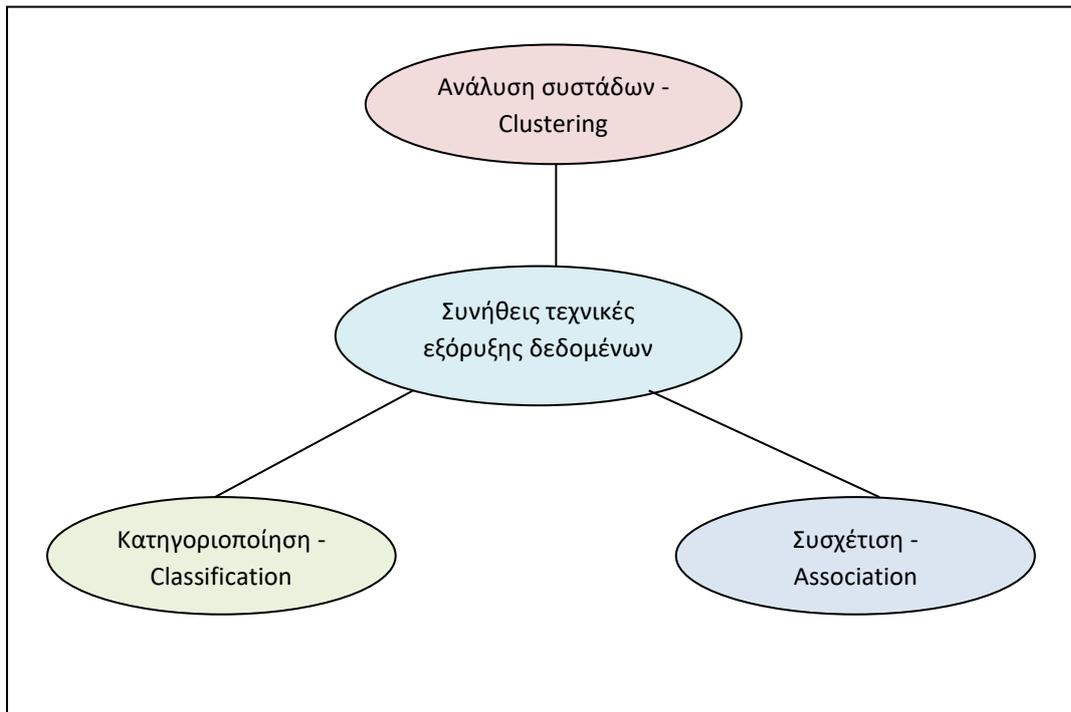 Ανάλυση συστάδων -
Clustering
Συνήθεις τεχνικές
εξόρυξης δεδομένων
Κατηγοριοποίηση -
Classification
Συσχέτιση -
Association